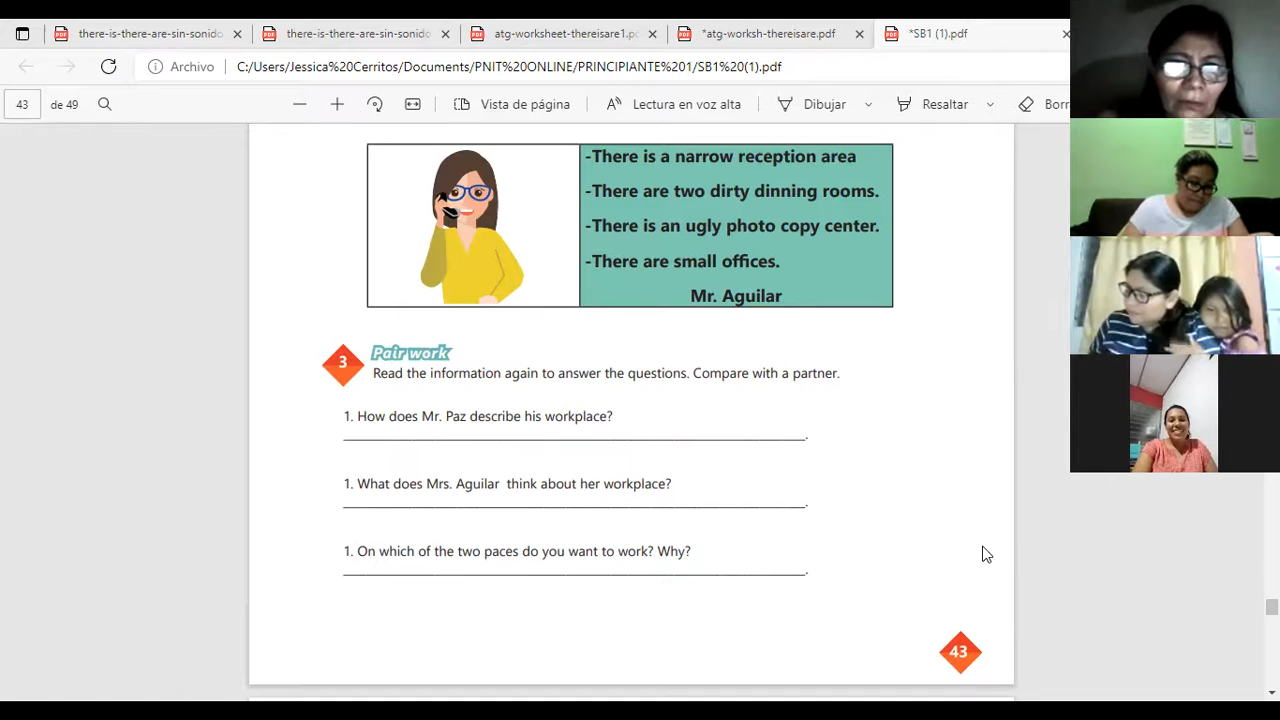 there-is-there-are-sin-sonido
there-is-there-are-sin-sonido
atg-worksheet-thereisare1.p
*atg-worksh-thereisare.pdf
*SB1 (1).pdf
Archivo
C:/Users/Jessica%20Cerritos/Documents/PNIT%20ONLINE/PRINCIPIANTE%201/SB1%20(1).pdf
43 de 49
Vista de página
Lectura en voz alta
Dibujar
Resaltar
Borr
-There is a narrow reception area
-There are two dirty dinning rooms.
-There is an ugly photo copy center.
-There are small offices.
Mr. Aguilar
3
Pair work
Read the information again to answer the questions. Compare with a partner.
1. How does Mr. Paz describe his workplace?
1. What does Mrs. Aguilar think about her workplace?
1. On which of the two paces do you want to work? Why?
43